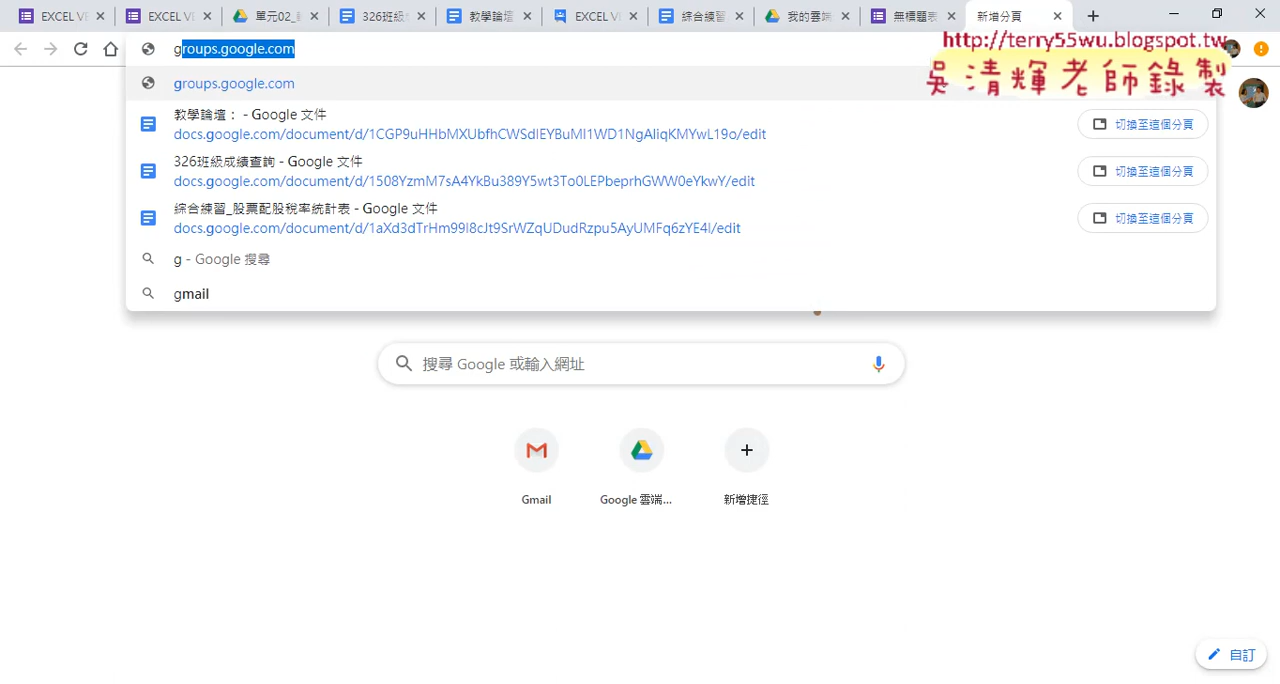 EXCEL VB
EXCEL VB
單元02_
326班級
教學論壇
EXCEL VB
綜合練習
我的雲端
無標題表
新增分頁
groups.google.com
http://terry55wu.blogspot.tw
吳清輝老師錄製
groups.google.com
教學論壇： - Google 文件
docs.google.com/document/d/1CGP9uHHbMXUbfhCWSdIEYBuMI1WD1NgAIiqKMYwL19o/edit
切換至這個分頁
326班級成績查詢 - Google 文件
docs.google.com/document/d/1508YzmM7sA4YkBu389Y5wt3To0LEPbeprhGWW0eYkwY/edit
切換至這個分頁
綜合練習_股票配股稅率統計表 - Google 文件
docs.google.com/document/d/1aXd3dTrHm99I8cJt9SrWZqUDudRzpu5AyUMFq6zYE4I/edit
切換至這個分頁
g - Google 搜尋
gmail
搜尋 Google 或輸入網址
Gmail
Google 雲端...
新增捷徑
自訂